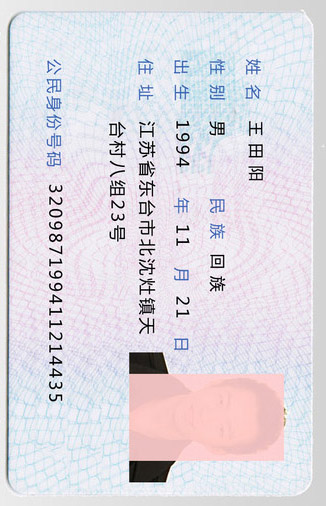 姓名 王田阳
性别 男 民族 回族
出生 1994 年 11 月 21 日
住址 江苏省东台市北沈灶镇天
台村八组23号
公民身份号码 320987199411214435